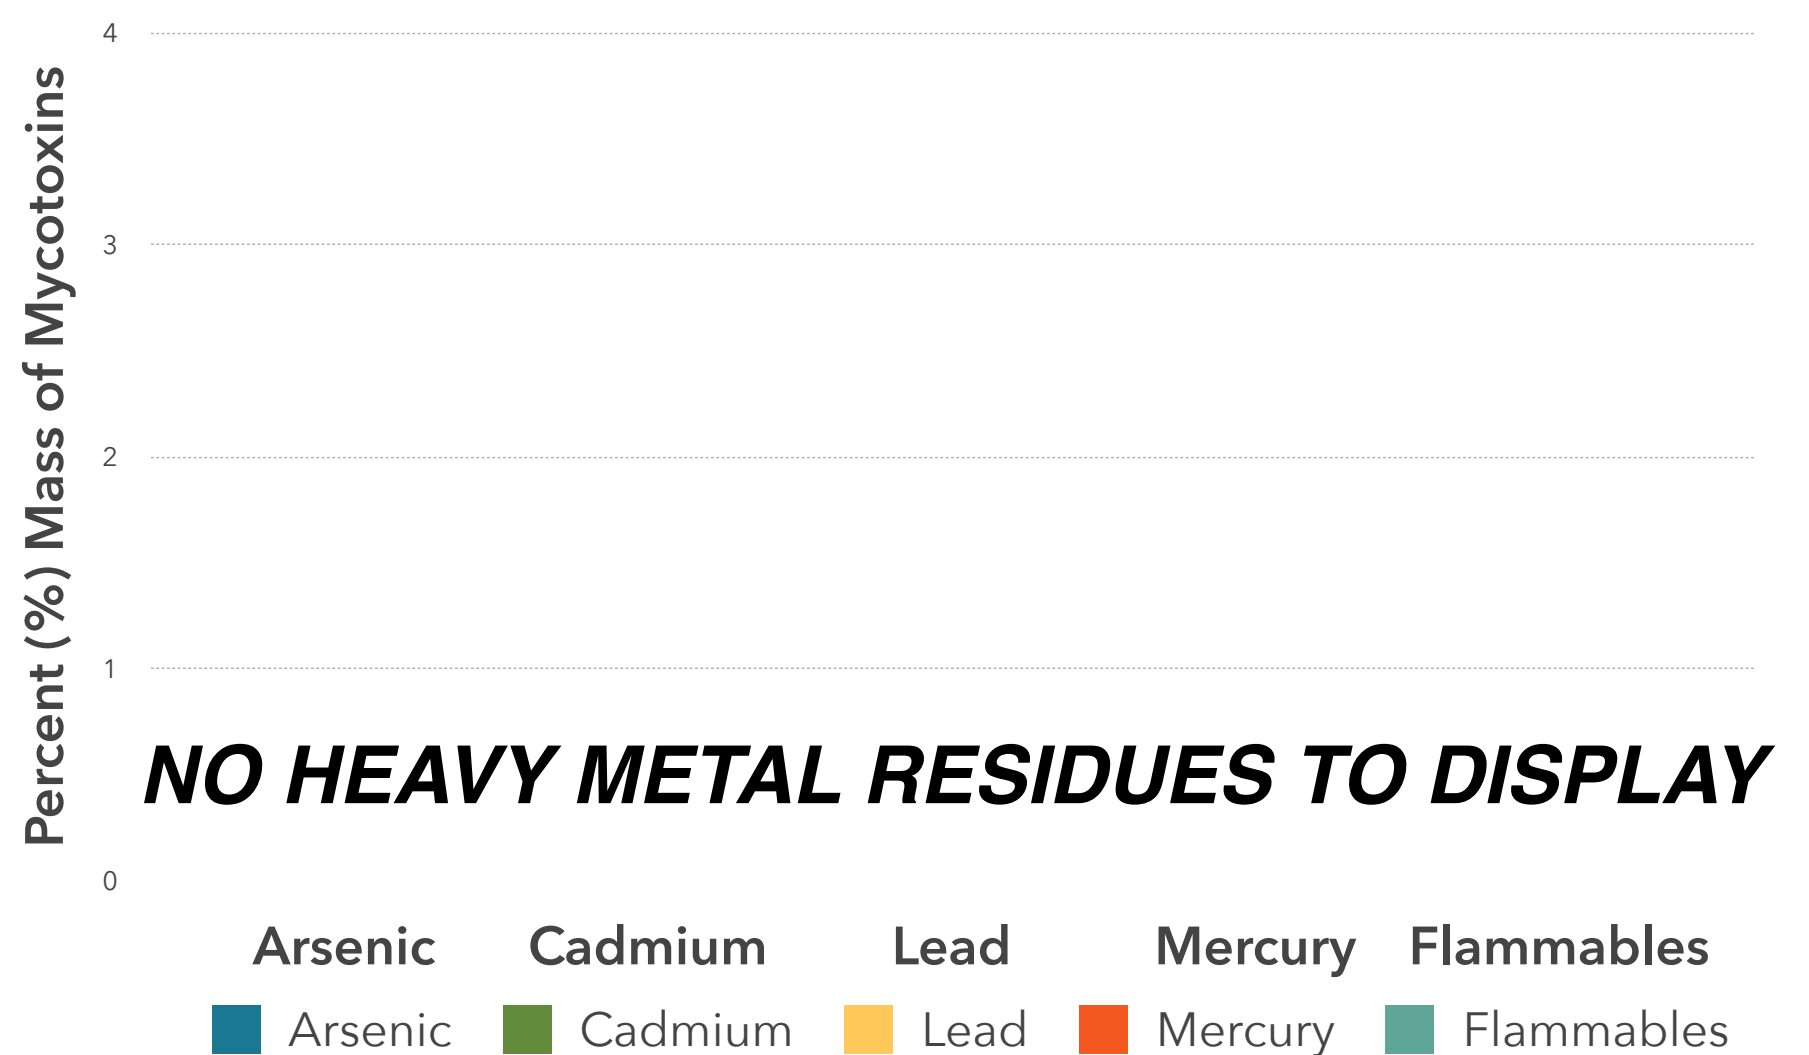 Percent (%) Mass of Mycotoxins
4
3
2
1
NO HEAVY METAL RESIDUES TO DISPLAY
0
Arsenic Cadmium Lead Mercury Flammables
Arsenic Cadmium Lead Mercury Flammables